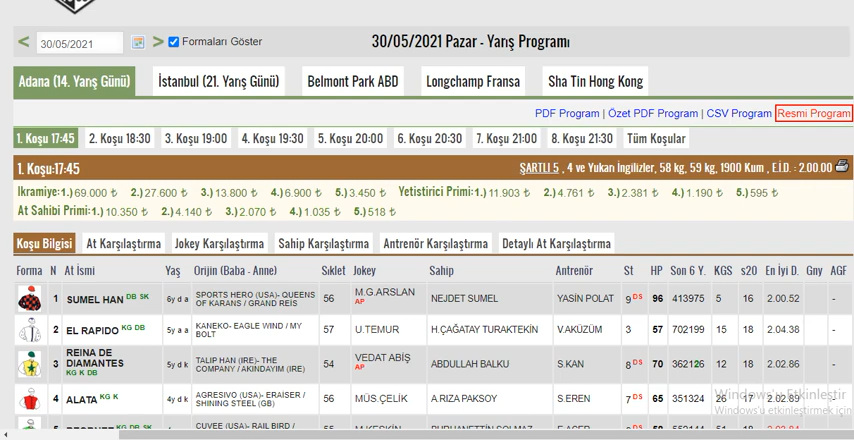 < 30/05/2021 > Formaları Göster 30/05/2021 Pazar - Yarış Programı
Adana (14. Yarış Günü) İstanbul (21. Yarış Günü) Belmont Park ABD Longchamp Fransa Sha Tin Hong Kong
PDF Program | Özet PDF Program | CSV Program Resmi Program
1. Koşu 17:45 2. Koşu 18:30 3. Koşu 19:00 4. Koşu 19:30 5. Koşu 20:00 6. Koşu 20:30 7. Koşu 21:00 8. Koşu 21:30 Tüm Koşular
1. Koşu:17:45 ŞARTLI 5 , 4 ve Yukarı İngilizler, 58 kg, 59 kg, 1900 Kum , E.İ.D. : 2.00.00
Ikramiye:1.) 69.000 ₺ 2.) 27.600 ₺ 3.) 13.800 ₺ 4.) 6.900 ₺ 5.) 3.450 ₺ Yetistirici Primi:1.) 11.903 ₺ 2.) 4.761 ₺ 3.) 2.381 ₺ 4.) 1.190 ₺ 5.) 595 ₺
At Sahibi Primi:1.) 10.350 ₺ 2.) 4.140 ₺ 3.) 2.070 ₺ 4.) 1.035 ₺ 5.) 518 ₺
Koşu Bilgisi At Karşılaştırma Jokey Karşılaştırma Sahip Karşılaştırma Antrenör Karşılaştırma Detaylı At Karşılaştırma
Forma N At İsmi Yaş Orijin (Baba - Anne) Sıklet Jokey Sahip Antrenör St HP Son 6 Y. KGS s20 En İyi D. Gny AGF
1 SUMEL HAN DB SK 6y d a SPORTS HERO (USA)- QUEENS OF KARANS / GRAND REIS 56 M.G.ARSLAN AP NEJDET SUMEL YASİN POLAT 9 DS 96 413975 5 16 2.00.52 -
2 EL RAPIDO KG DB 5y a a KANEKO- EAGLE WIND / MY BOLT 57 U.TEMUR H.ÇAĞATAY TURAKTEKİN V.AKÜZÜM 3 57 702199 15 18 2.04.38 -
3 REINA DE DIAMANTES KG K DB 5y d k TALIP HAN (IRE)- THE COMPANY / AKINDAYIM (IRE) 54 VEDAT ABİŞ AP ABDULLAH BALKU S.KAN 8 DS 70 362126 12 18 2.02.86 -
4 ALATA KG K 4y d k AGRESIVO (USA)- ERAISER / SHINING STEEL (GB) 56 MÜS.ÇELİK A.RIZA PAKSOY S.EREN 7 DS 65 351324 26 17 2.02.89 -
Windows'u Etkinleştir
Windows'u etkinleştirmek için
CUVEE (USA)- RAIL BIRD /